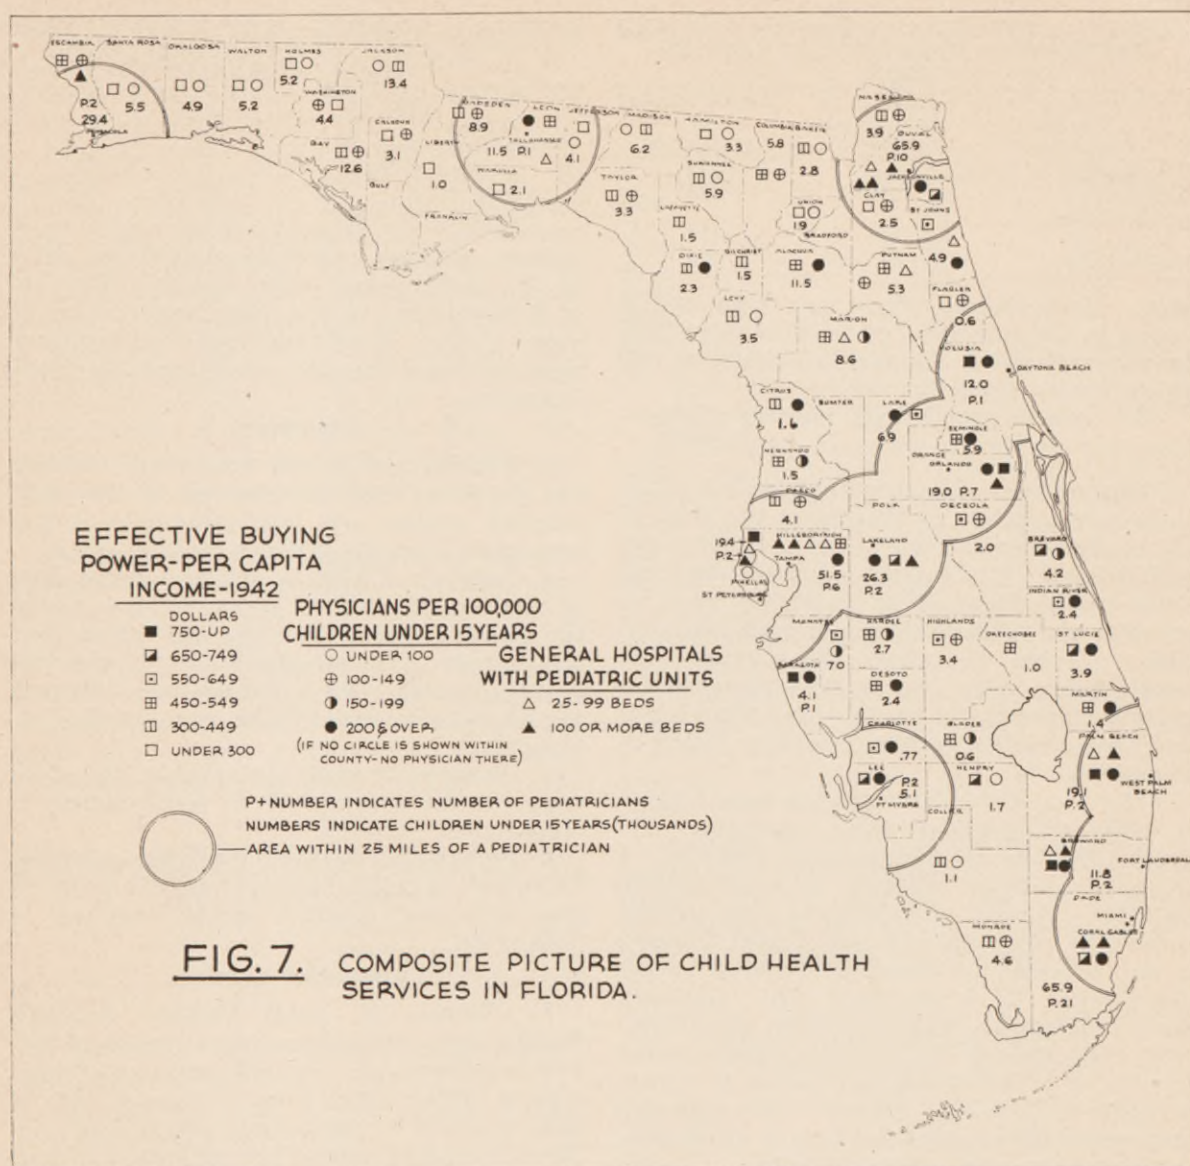 ESCAMBIA
SANTA ROSA
OKALOOSA
WALTON
HOLMES
JACKSON
5.2
13.4
P.2
29.4
PENSACOLA
5.5
4.9
5.2
WASHINGTON
4.4
CALHOUN
3.1
BAY
12.6
GULF
LIBERTY
1.0
FRANKLIN
GADSDEN
8.9
LEON
JEFFERSON
11.5
TALLAHASSEE
P.1
4.1
WAKULLA
2.1
MADISON
6.2
HAMILTON
3.3
COLUMBIA
5.8
BAKER
2.8
TAYLOR
3.3
SUWANNEE
5.9
LAFAYETTE
1.5
UNION
1.9
BRADFORD
NASSAU
3.9
DUVAL
65.9
P.10
JACKSONVILLE
CLAY
2.5
ST JOHNS
4.9
DIXIE
2.3
GILCHRIST
1.5
ALACHUA
11.5
PUTNAM
5.3
FLAGLER
0.6
LEVY
3.5
MARION
8.6
VOLUSIA
DAYTONA BEACH
12.0
P.1
CITRUS
1.6
SUMTER
LAKE
6.9
SEMINOLE
5.9
HERNANDO
1.5
ORANGE
ORLANDO
19.0 P.7
PASCO
4.1
POLK
OSCEOLA
2.0
19.4
P.2
PINELLAS
ST PETERSBURG
HILLSBOROUGH
TAMPA
51.5
P.6
LAKELAND
26.3
P.2
BREVARD
4.2
INDIAN RIVER
2.4
MANATEE
7.0
HARDEE
2.7
HIGHLANDS
3.4
OKEECHOBEE
1.0
ST LUCIE
3.9
SARASOTA
4.1
P.1
DESOTO
2.4
MARTIN
1.4
CHARLOTTE
.77
GLADES
0.6
PALM BEACH
WEST PALM
BEACH
19.1
P.2
LEE
P.2
5.1
FT MYERS
HENDRY
1.7
COLLIER
1.1
BROWARD
FORT LAUDERDAL
11.8
P.2
DADE
MIAMI
CORAL GABLES
MONROE
4.6
65.9
P.21
EFFECTIVE BUYING
POWER-PER CAPITA
INCOME-1942
DOLLARS
750-UP
650-749
550-649
450-549
300-449
UNDER 300
PHYSICIANS PER 100,000
CHILDREN UNDER 15 YEARS
UNDER 100
100-149
150-199
200 & OVER
(IF NO CIRCLE IS SHOWN WITHIN
COUNTY-NO PHYSICIAN THERE)
GENERAL HOSPITALS
WITH PEDIATRIC UNITS
25-99 BEDS
100 OR MORE BEDS
P+NUMBER INDICATES NUMBER OF PEDIATRICIANS
NUMBERS INDICATE CHILDREN UNDER 15 YEARS (THOUSANDS)
AREA WITHIN 25 MILES OF A PEDIATRICIAN
FIG. 7. COMPOSITE PICTURE OF CHILD HEALTH
SERVICES IN FLORIDA.